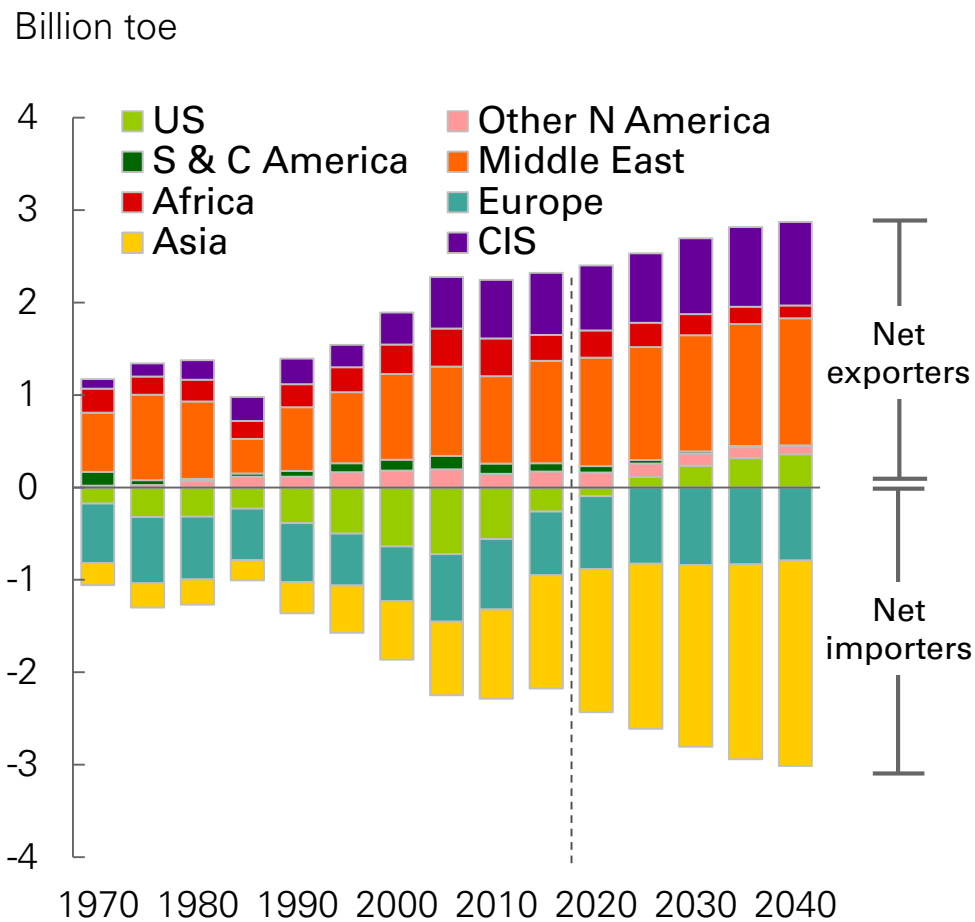 Billion toe
4
3
2
1
0
-1
-2
-3
-4
US
Other N America
S & C America
Middle East
Africa
Europe
Asia
CIS
Net
exporters
Net
importers
1970 1980 1990 2000 2010 2020 2030 2040